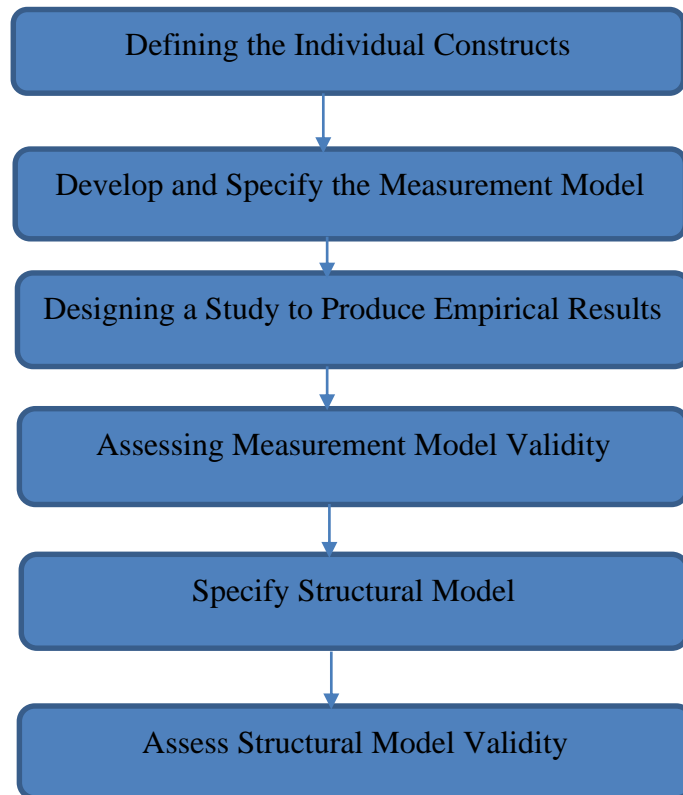 Defining the Individual Constructs
Develop and Specify the Measurement Model
Designing a Study to Produce Empirical Results
Assessing Measurement Model Validity
Specify Structural Model
Assess Structural Model Validity